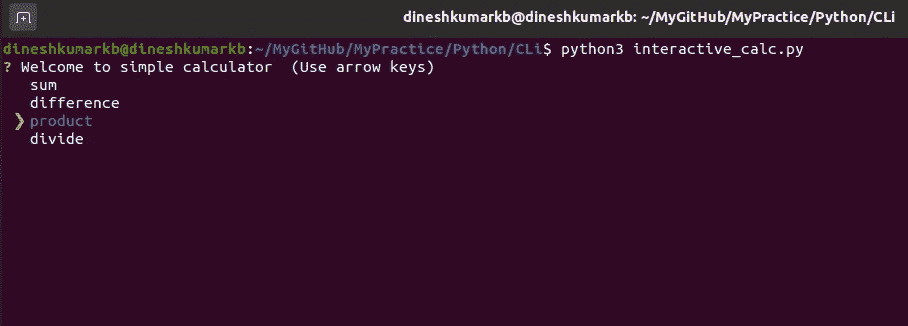 dineshkumarkb@dineshkumarkb: ~/MyGitHub/MyPractice/Python/CLi
dineshkumarkb@dineshkumarkb:~/MyGitHub/MyPractice/Python/CLi$ python3 interactive_calc.py
? Welcome to simple calculator  (Use arrow keys)
sum
difference
❯ product
divide